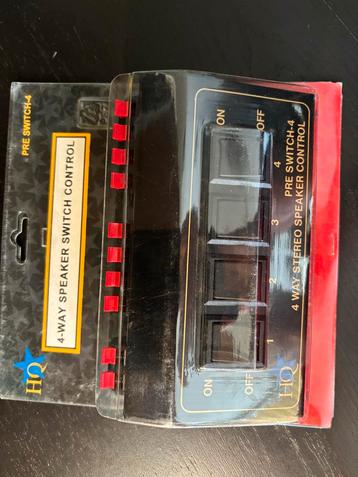 PRE SWITCH-4
4-WAY SPEAKER SWITCH CONTROL
HQ
ON
OFF
4
3
2
1
ON
OFF
PRE SWITCH-4
4 WAY STEREO SPEAKER CONTROL
HQ